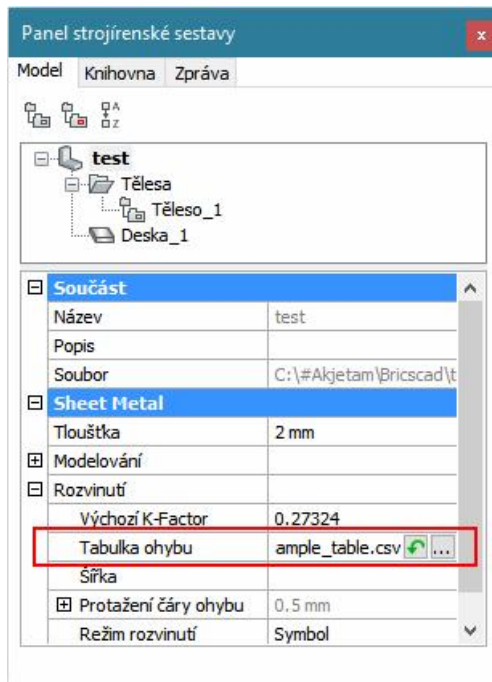 Panel strojírenské sestavy x
Model Knihovna Zpráva
A
Z
test
Tělesa
Těleso_1
Deska_1
Součást
Název test
Popis
Soubor C:\#Akjetam\Bricscad\t
Sheet Metal
Tloušťka 2 mm
Modelování
Rozvinutí
Výchozí K-Factor 0.27324
Tabulka ohybu ample_table.csv ...
Šířka
Protažení čáry ohybu 0.5 mm
Režim rozvinutí Symbol